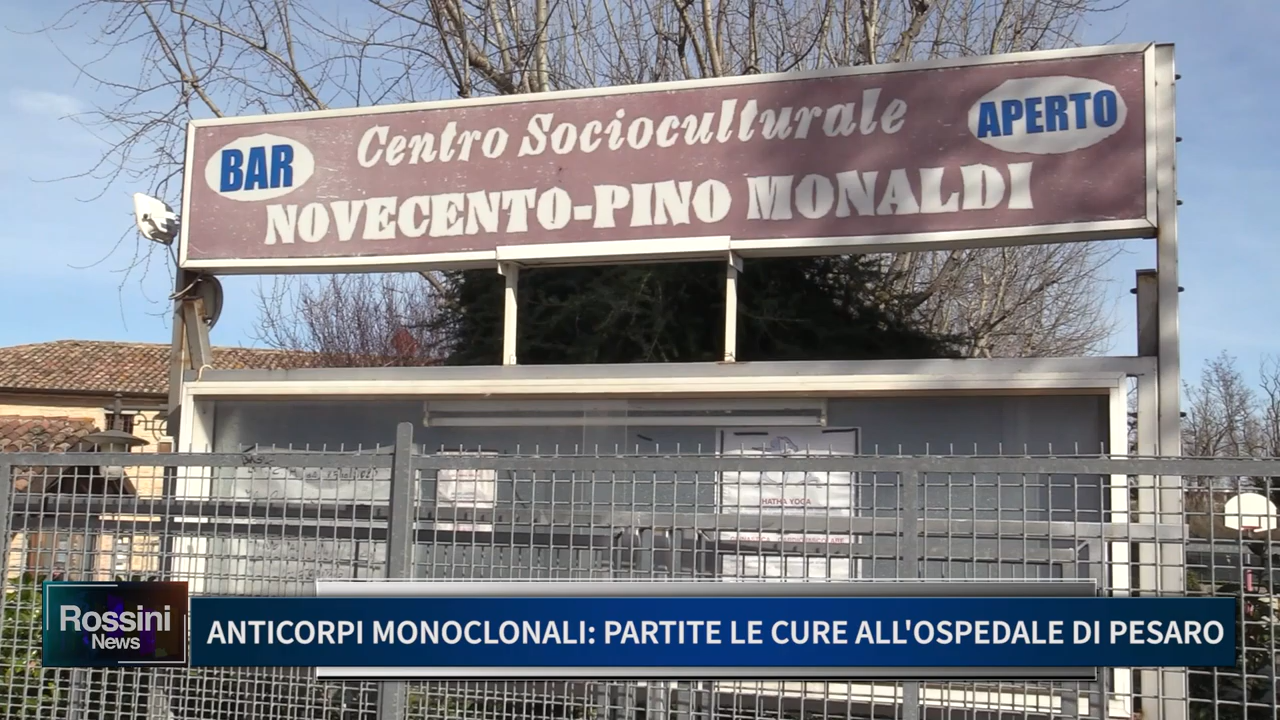 BAR
Centro Socioculturale
APERTO
NOVECENTO-PINO MONALDI
HATHA YOGA
Rossini
News
ANTICORPI MONOCLONALI: PARTITE LE CURE ALL'OSPEDALE DI PESARO